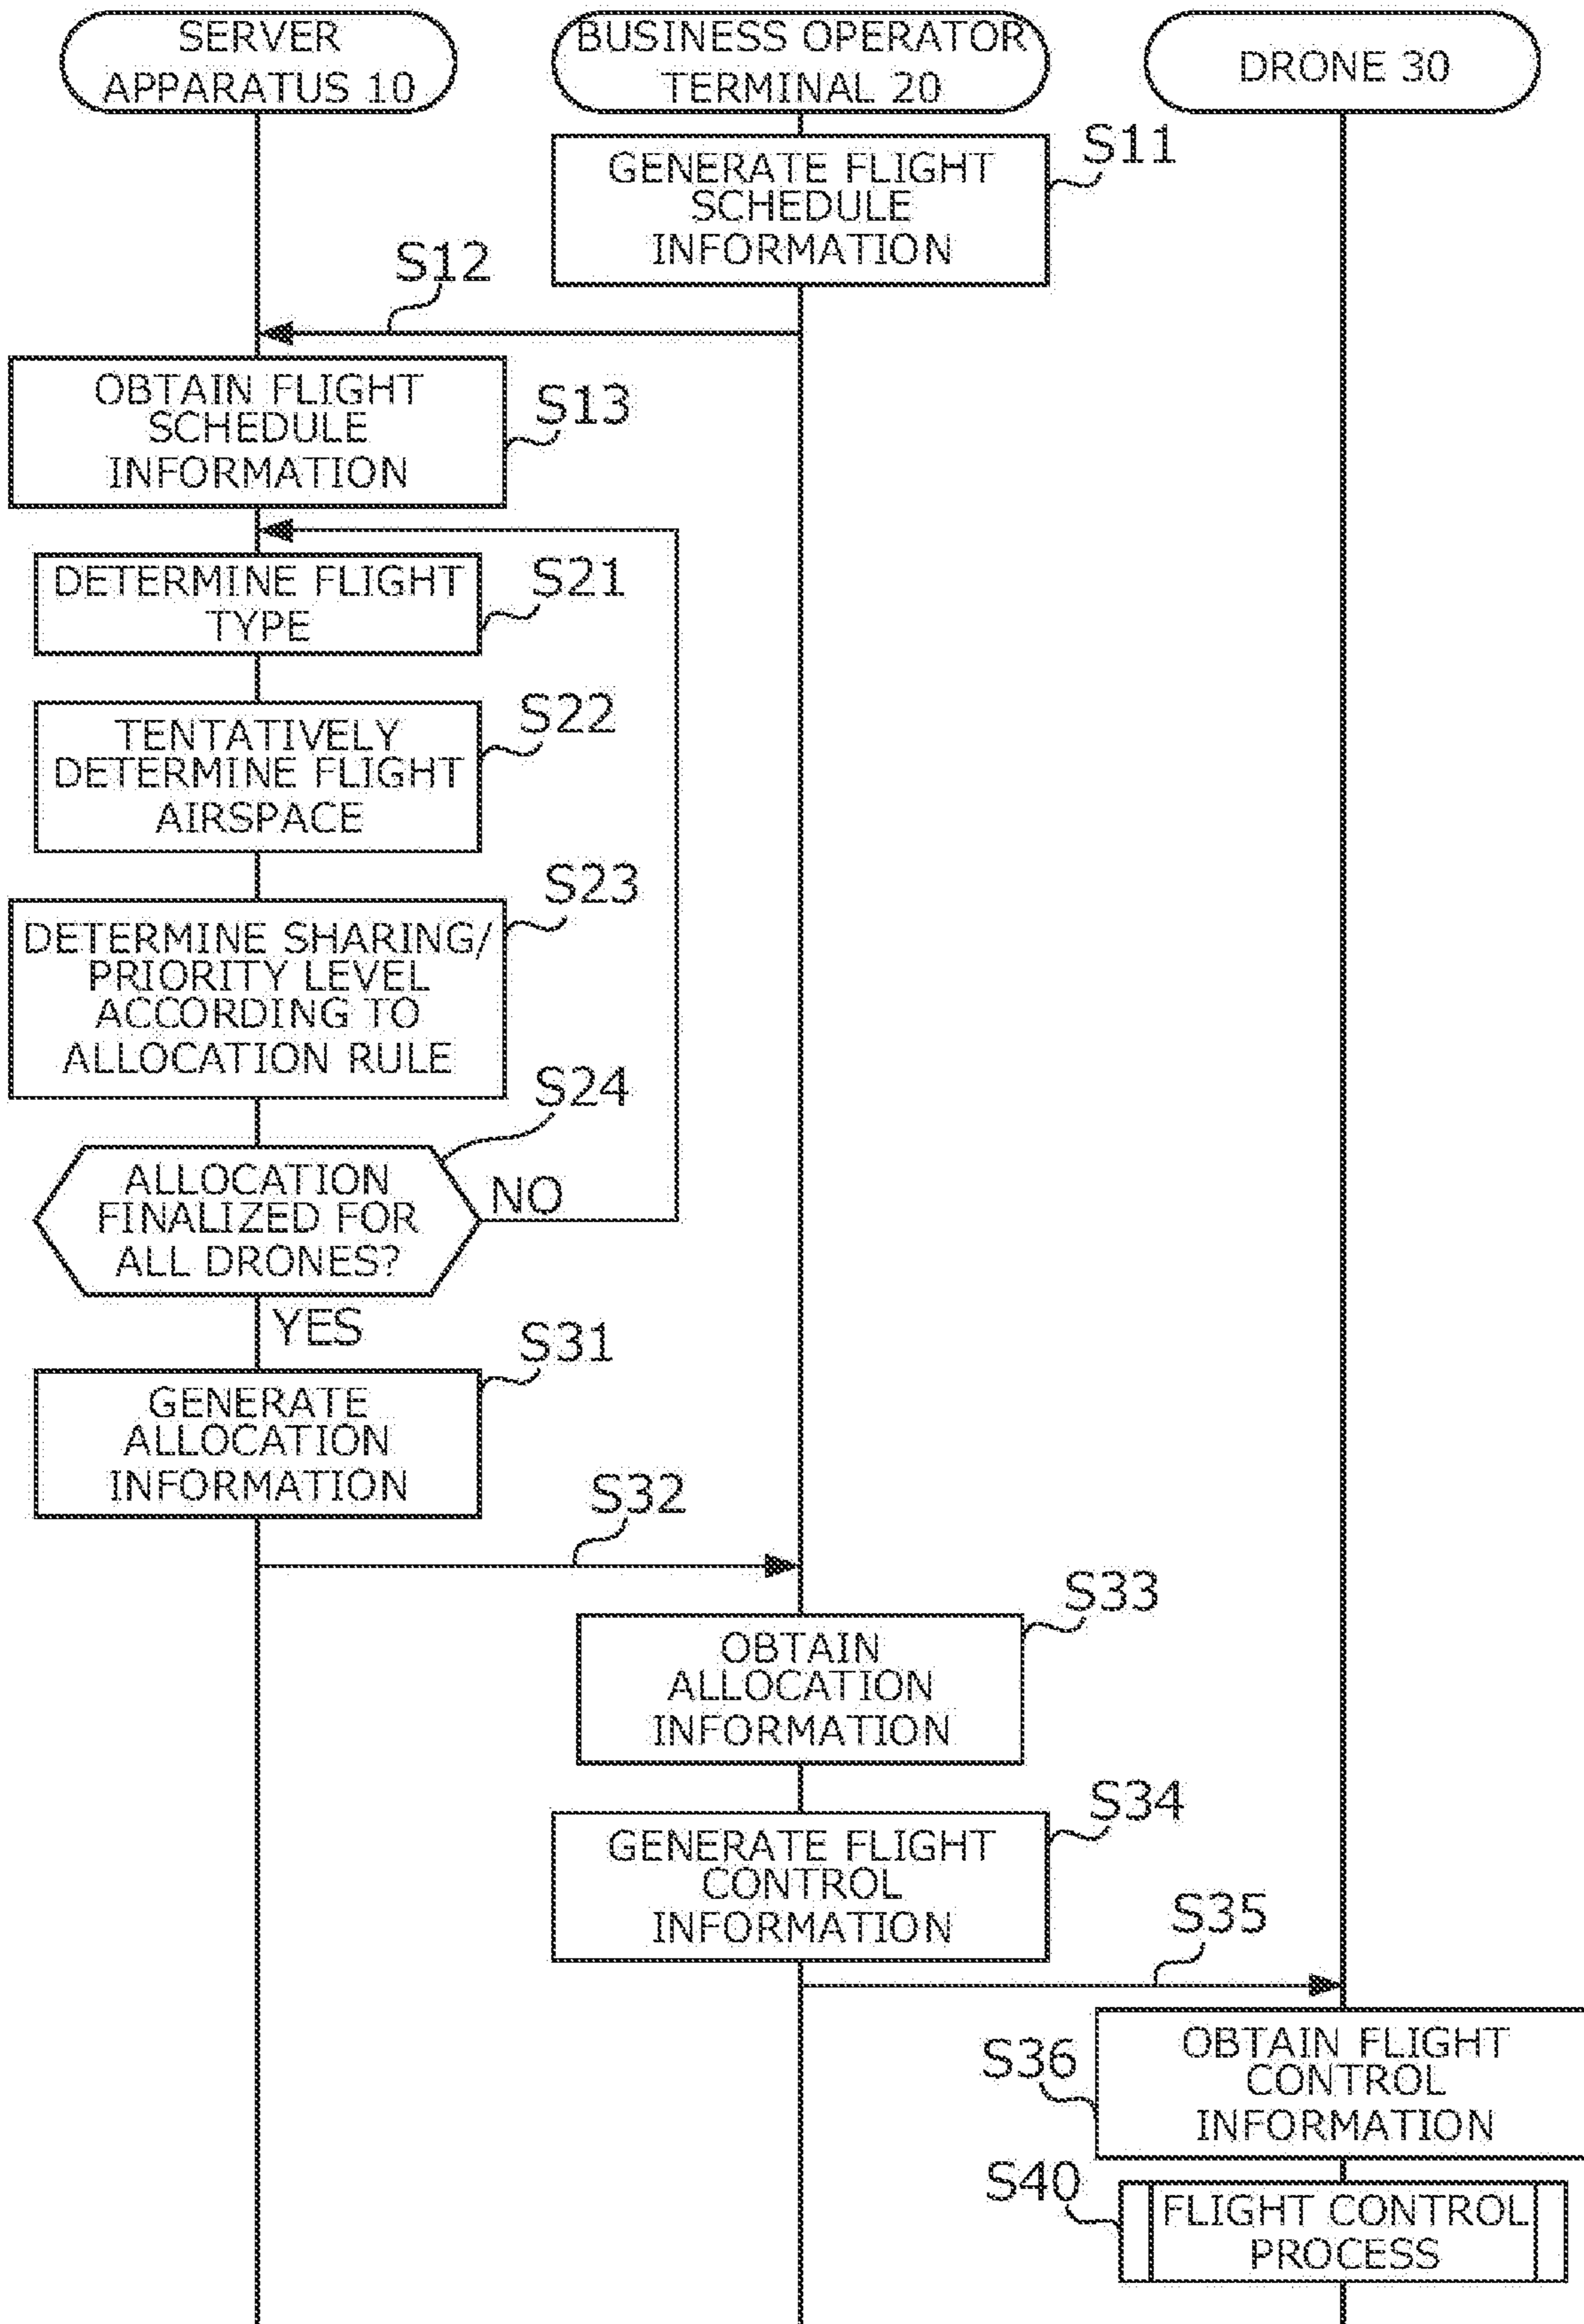 SERVER
APPARATUS 10
BUSINESS OPERATOR
TERMINAL 20
DRONE 30
S11
GENERATE FLIGHT
SCHEDULE
INFORMATION
S12
OBTAIN FLIGHT
SCHEDULE
INFORMATION
S13
DETERMINE FLIGHT
TYPE
S21
TENTATIVELY
DETERMINE FLIGHT
AIRSPACE
S22
DETERMINE SHARING/
PRIORITY LEVEL
ACCORDING TO
ALLOCATION RULE
S23
S24
ALLOCATION
FINALIZED FOR
ALL DRONES?
NO
YES
S31
GENERATE
ALLOCATION
INFORMATION
S32
S33
OBTAIN
ALLOCATION
INFORMATION
S34
GENERATE FLIGHT
CONTROL
INFORMATION
S35
S36
OBTAIN FLIGHT
CONTROL
INFORMATION
S40
FLIGHT CONTROL
PROCESS